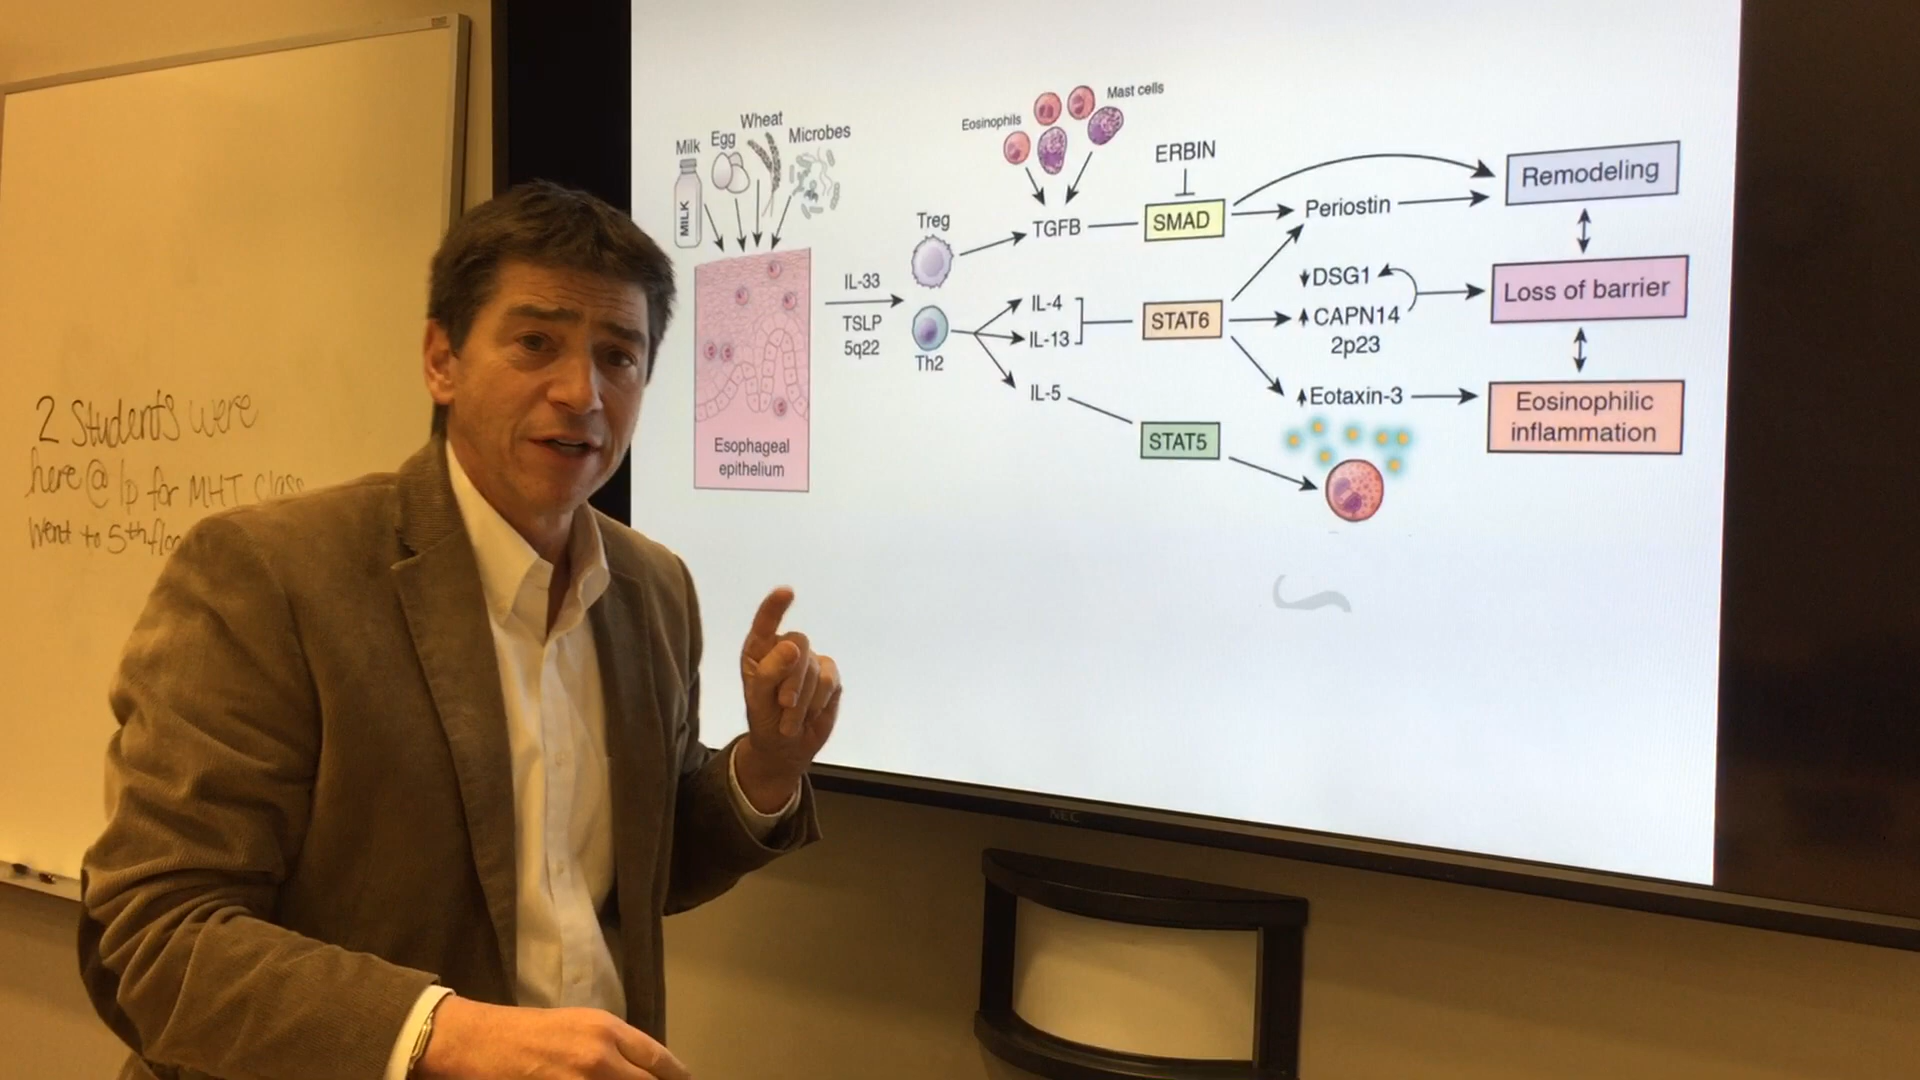 2 Students were
here @ 1p for MHT class
Went to 5th floo
Milk
Egg
Wheat
Microbes
MILK
Esophageal
epithelium
IL-33
TSLP
5q22
Treg
Th2
Eosinophils
Mast cells
TGFB
IL-4
IL-13
IL-5
ERBIN
SMAD
STAT6
STAT5
Periostin
DSG1
CAPN14
2p23
Eotaxin-3
Remodeling
Loss of barrier
Eosinophilic
inflammation
NEC